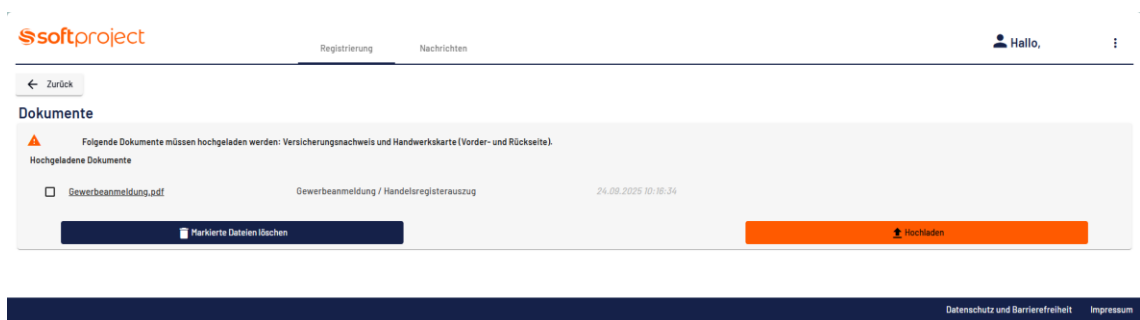 softproject
Registrierung Nachrichten Hallo,
Zurück
Dokumente
Folgende Dokumente müssen hochgeladen werden: Versicherungsnachweis und Handwerkskarte (Vorder- und Rückseite).
Hochgeladene Dokumente
Gewerbeanmeldung.pdf Gewerbeanmeldung / Handelsregisterauszug 24.09.2025 10:16:34
Markierte Dateien löschen Hochladen
Datenschutz und Barrierefreiheit Impressum